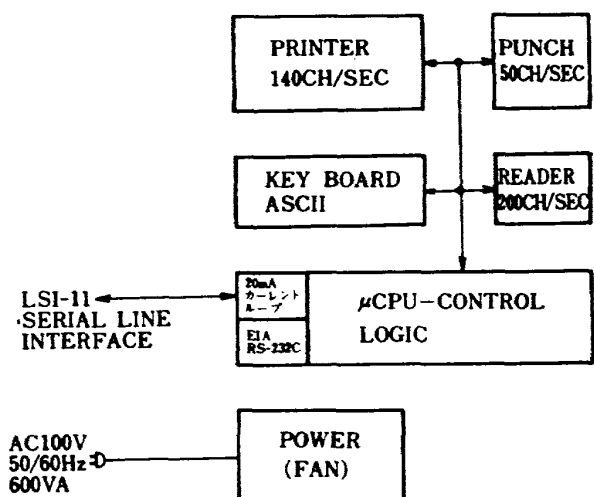 PRINTER
140CH/SEC
PUNCH
50CH/SEC
KEY BOARD
ASCII
READER
200CH/SEC
20mA
カーレント
ループ
EIA
RS-232C
μCPU-CONTROL
LOGIC
LSI-11
SERIAL LINE
INTERFACE
AC100V
50/60Hz
600VA
POWER
(FAN)